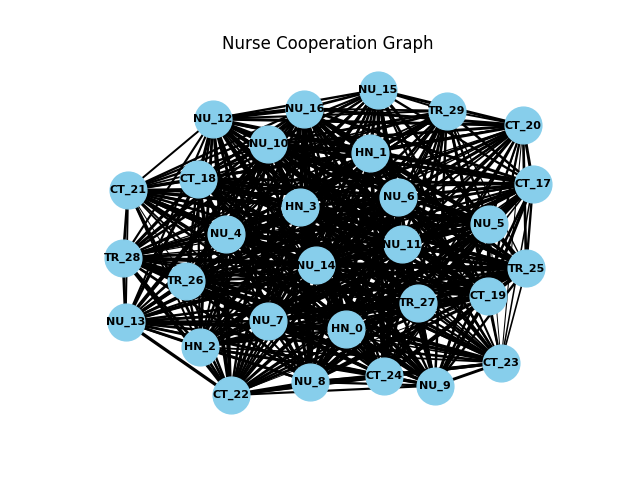 Nurse Cooperation Graph
NU_15
NU_16
TR_29
NU_12
CT_20
NU_10
HN_1
CT_18
CT_17
CT_21
NU_6
HN_3
NU_5
NU_4
NU_11
TR_28
NU_14
TR_25
TR_26
CT_19
TR_27
NU_13
NU_7
HN_0
HN_2
CT_23
CT_24
NU_8
NU_9
CT_22